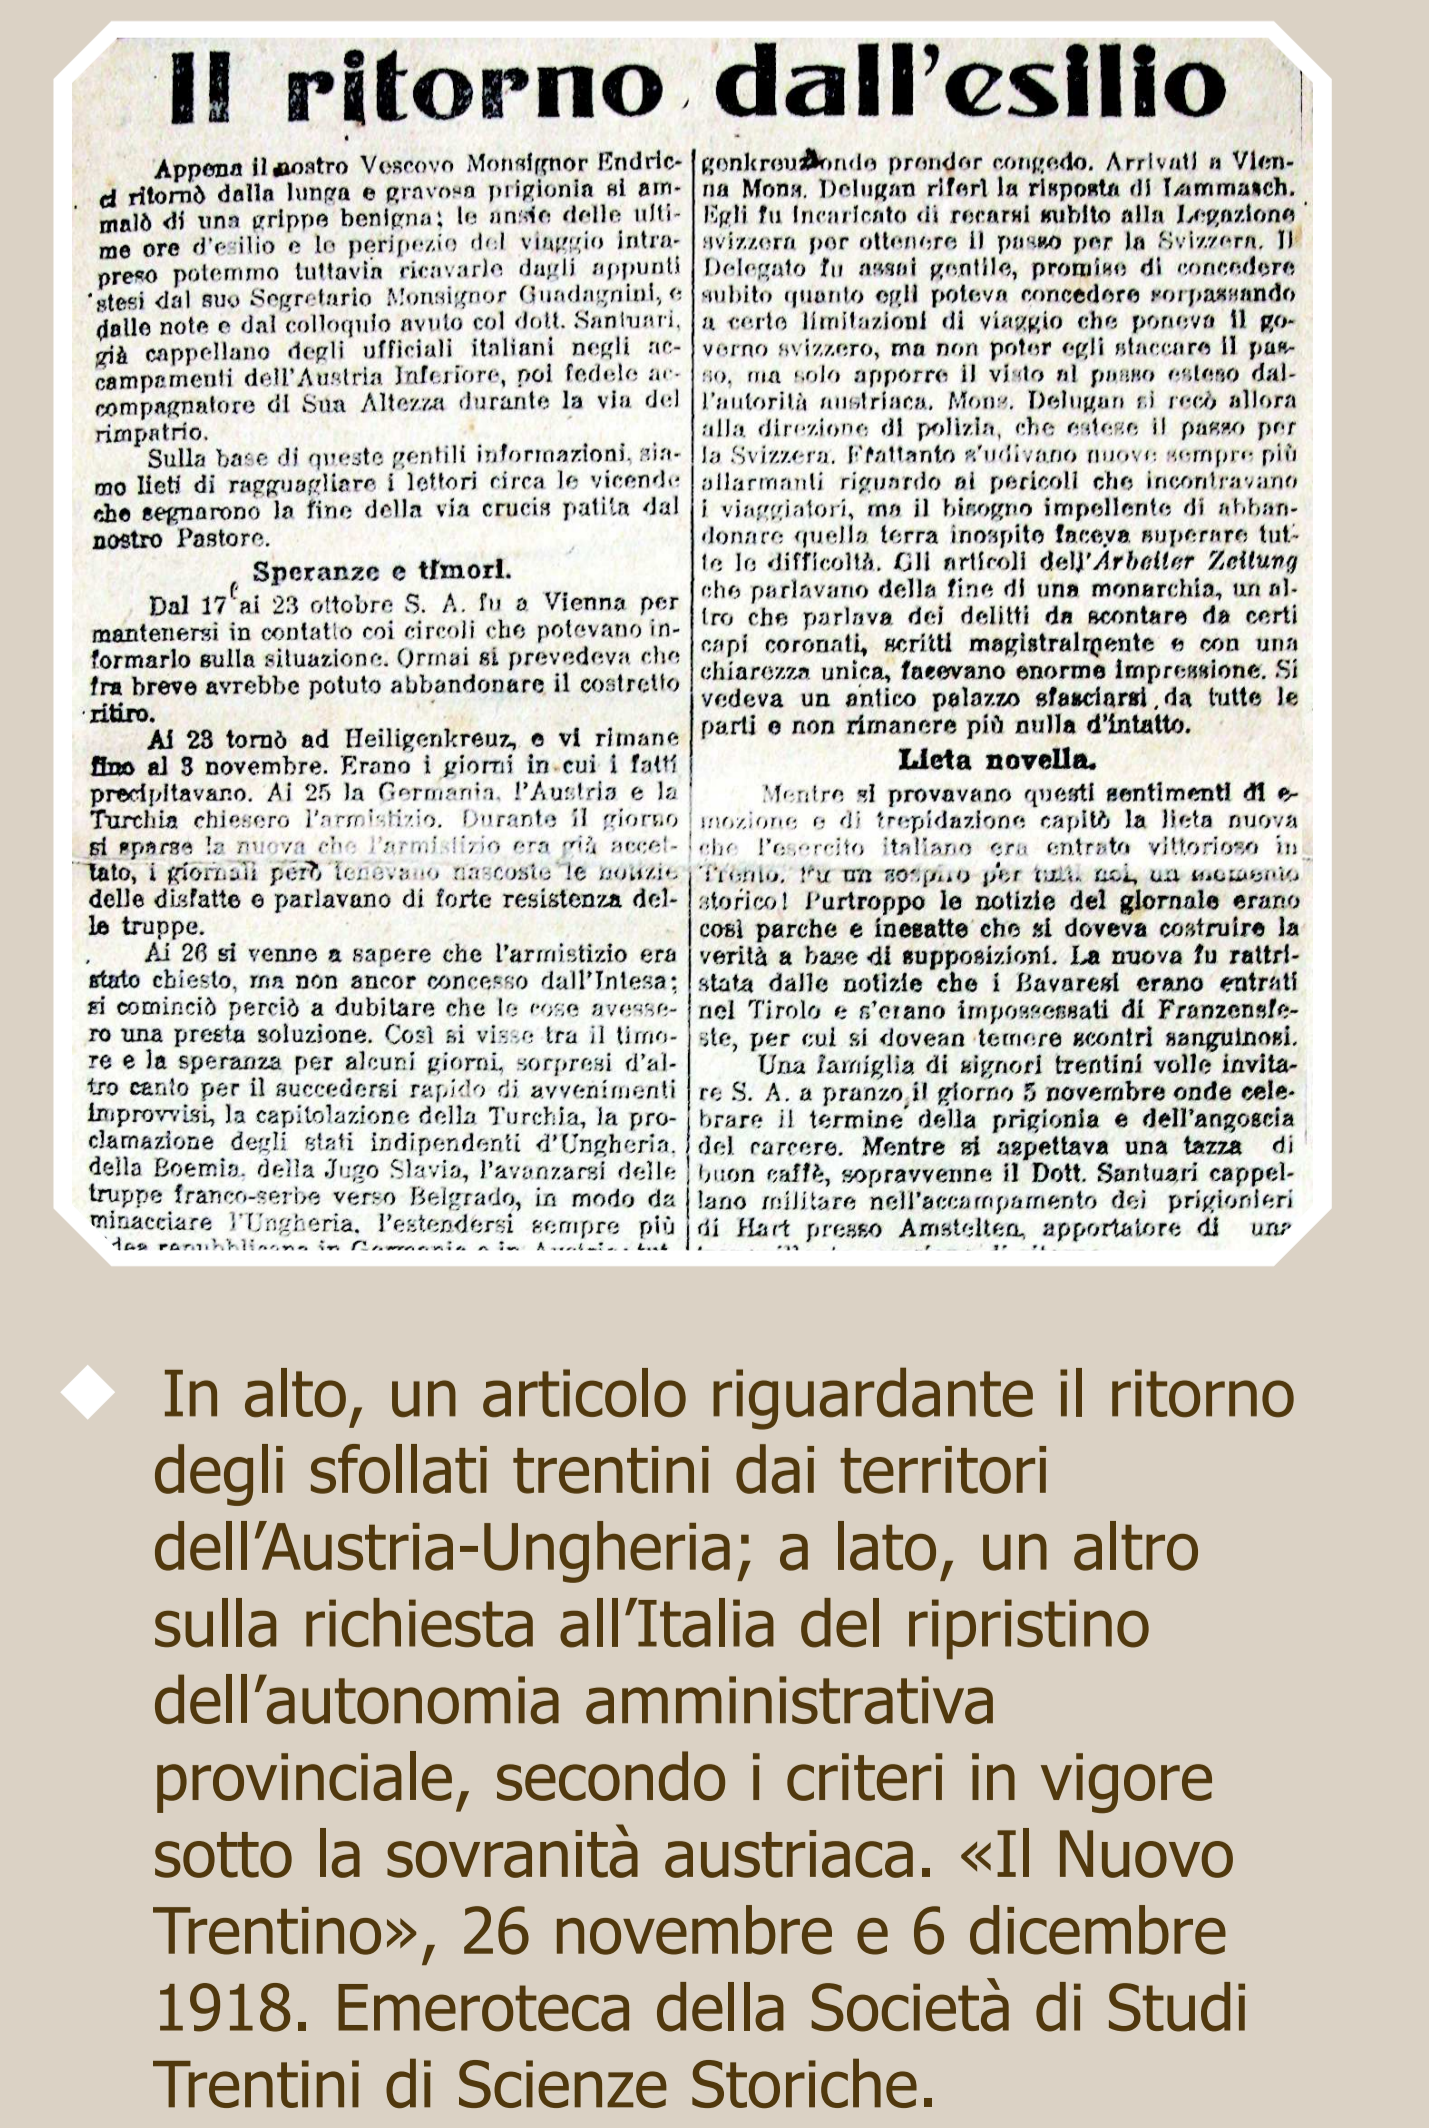 Il ritorno dall'esilio
Appena il nostro Vescovo Monsignor Endric-
ci ritornò dalla lunga e gravosa prigionia si am-
malò di una grippe benigna; le ansie delle ulti-
me ore d'esilio e le peripezie del viaggio intra-
preso potemmo tuttavia ricavarle dagli appunti
stesi dal suo Segretario Monsignor Guadagnini, e
dalle note e dal colloquio avuto col dott. Santuari,
già cappellano degli ufficiali italiani negli ac-
campamenti dell'Austria Inferiore, poi fedele ac-
compagnatore di Sua Altezza durante la via del
rimpatrio.
Sulla base di queste gentili informazioni, sia-
mo lieti di ragguagliare i lettori circa le vicende
che segnarono la fine della via crucis patita dal
nostro Pastore.
Speranze e timori.
Dal 17 ai 23 ottobre S. A. fu a Vienna per
mantenersi in contatto coi circoli che potevano in-
formarlo sulla situazione. Ormai si prevedeva che
fra breve avrebbe potuto abbandonare il costretto
ritiro.
Ai 23 tornò ad Heiligenkreuz, e vi rimane
fino al 3 novembre. Erano i giorni in cui i fatti
precipitavano. Ai 25 la Germania, l'Austria e la
Turchia chiesero l'armistizio. Durante il giorno
si sparse la nuova che l'armistizio era già accet-
tato, i giornali però tenevano nascoste le notizie
delle disfatte e parlavano di forte resistenza del-
le truppe.
Ai 26 si venne a sapere che l'armistizio era
stato chiesto, ma non ancor concesso dall'Intesa;
si cominciò perciò a dubitare che le cose avesse-
ro una presta soluzione. Così si visse tra il timo-
re e la speranza per alcuni giorni, sorpresi d'al-
tro canto per il succedersi rapido di avvenimenti
improvvisi, la capitolazione della Turchia, la pro-
clamazione degli stati indipendenti d'Ungheria,
della Boemia, della Jugo Slavia, l'avanzarsi delle
truppe franco-serbe verso Belgrado, in modo da
minacciare l'Ungheria, l'estendersi sempre più
repubblicana in Germania e in Austria; tut-
genkreuz onde prender congedo. Arrivati a Vien-
na Mons. Delugan riferì la risposta di Lammasch.
Egli fu incaricato di recarsi subito alla Legazione
svizzera per ottenere il passo per la Svizzera. Il
Delegato fu assai gentile, promise di concedere
subito quanto egli poteva concedere sorpassando
a certe limitazioni di viaggio che poneva il go-
verno svizzero, ma non poter egli staccare il pas-
so, ma solo apporre il visto al passo esteso dal-
l'autorità austriaca. Mons. Delugan si recò allora
alla direzione di polizia, che estese il passo per
la Svizzera. Frattanto s'udivano nuove sempre più
allarmanti riguardo ai pericoli che incontravano
i viaggiatori, ma il bisogno impellente di abban-
donare quella terra inospite faceva superare tut-
te le difficoltà. Gli articoli dell'Arbeiter Zeitung
che parlavano della fine di una monarchia, un al-
tro che parlava dei delitti da scontare da certi
capi coronati, scritti magistralmente e con una
chiarezza unica, facevano enorme impressione. Si
vedeva un antico palazzo sfasciarsi da tutte le
parti e non rimanere più nulla d'intatto.
Lieta novella.
Mentre si provavano questi sentimenti di e-
mozione e di trepidazione capitò la lieta nuova
che l'esercito italiano era entrato vittorioso in
Trento. Fu un sospiro per tutti noi, un momento
storico! Purtroppo le notizie del giornale erano
così parche e inesatte che si doveva costruire la
verità a base di supposizioni. La nuova fu rattri-
stata dalle notizie che i Bavaresi erano entrati
nel Tirolo e s'erano impossessati di Franzensfe-
ste, per cui si dovean temere scontri sanguinosi.
Una famiglia di signori trentini volle invita-
re S. A. a pranzo il giorno 5 novembre onde cele-
brare il termine della prigionia e dell'angoscia
del carcere. Mentre si aspettava una tazza di
buon caffè, sopravvenne il Dott. Santuari cappel-
lano militare nell'accampamento dei prigionieri
di Hart presso Amstelten, apportatore di una
◆ In alto, un articolo riguardante il ritorno
degli sfollati trentini dai territori
dell'Austria-Ungheria; a lato, un altro
sulla richiesta all'Italia del ripristino
dell'autonomia amministrativa
provinciale, secondo i criteri in vigore
sotto la sovranità austriaca. «Il Nuovo
Trentino», 26 novembre e 6 dicembre
1918. Emeroteca della Società di Studi
Trentini di Scienze Storiche.